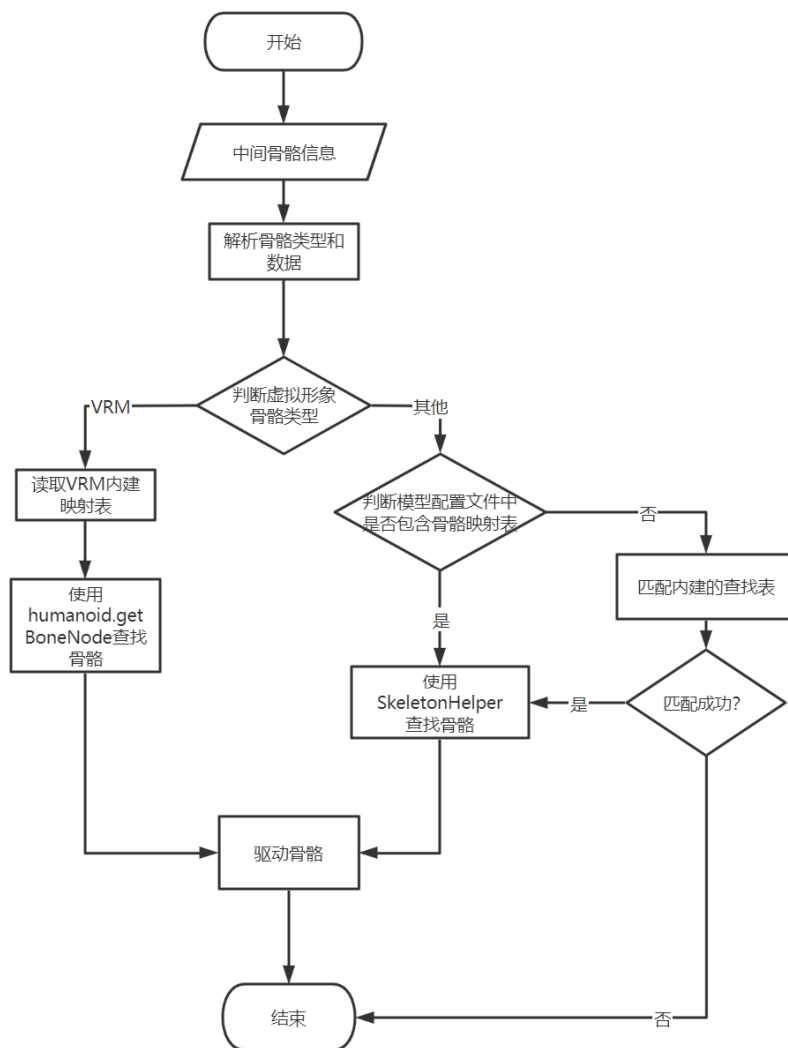 开始
中间骨骼信息
解析骨骼类型和
数据
判断虚拟形象
骨骼类型
VRM
其他
读取VRM内建
映射表
判断模型配置文件中
是否包含骨骼映射表
否
匹配内建的查找表
使用
humanoid.get
BoneNode查找
骨骼
是
使用
SkeletonHelper
查找骨骼
是
匹配成功?
驱动骨骼
结束
否